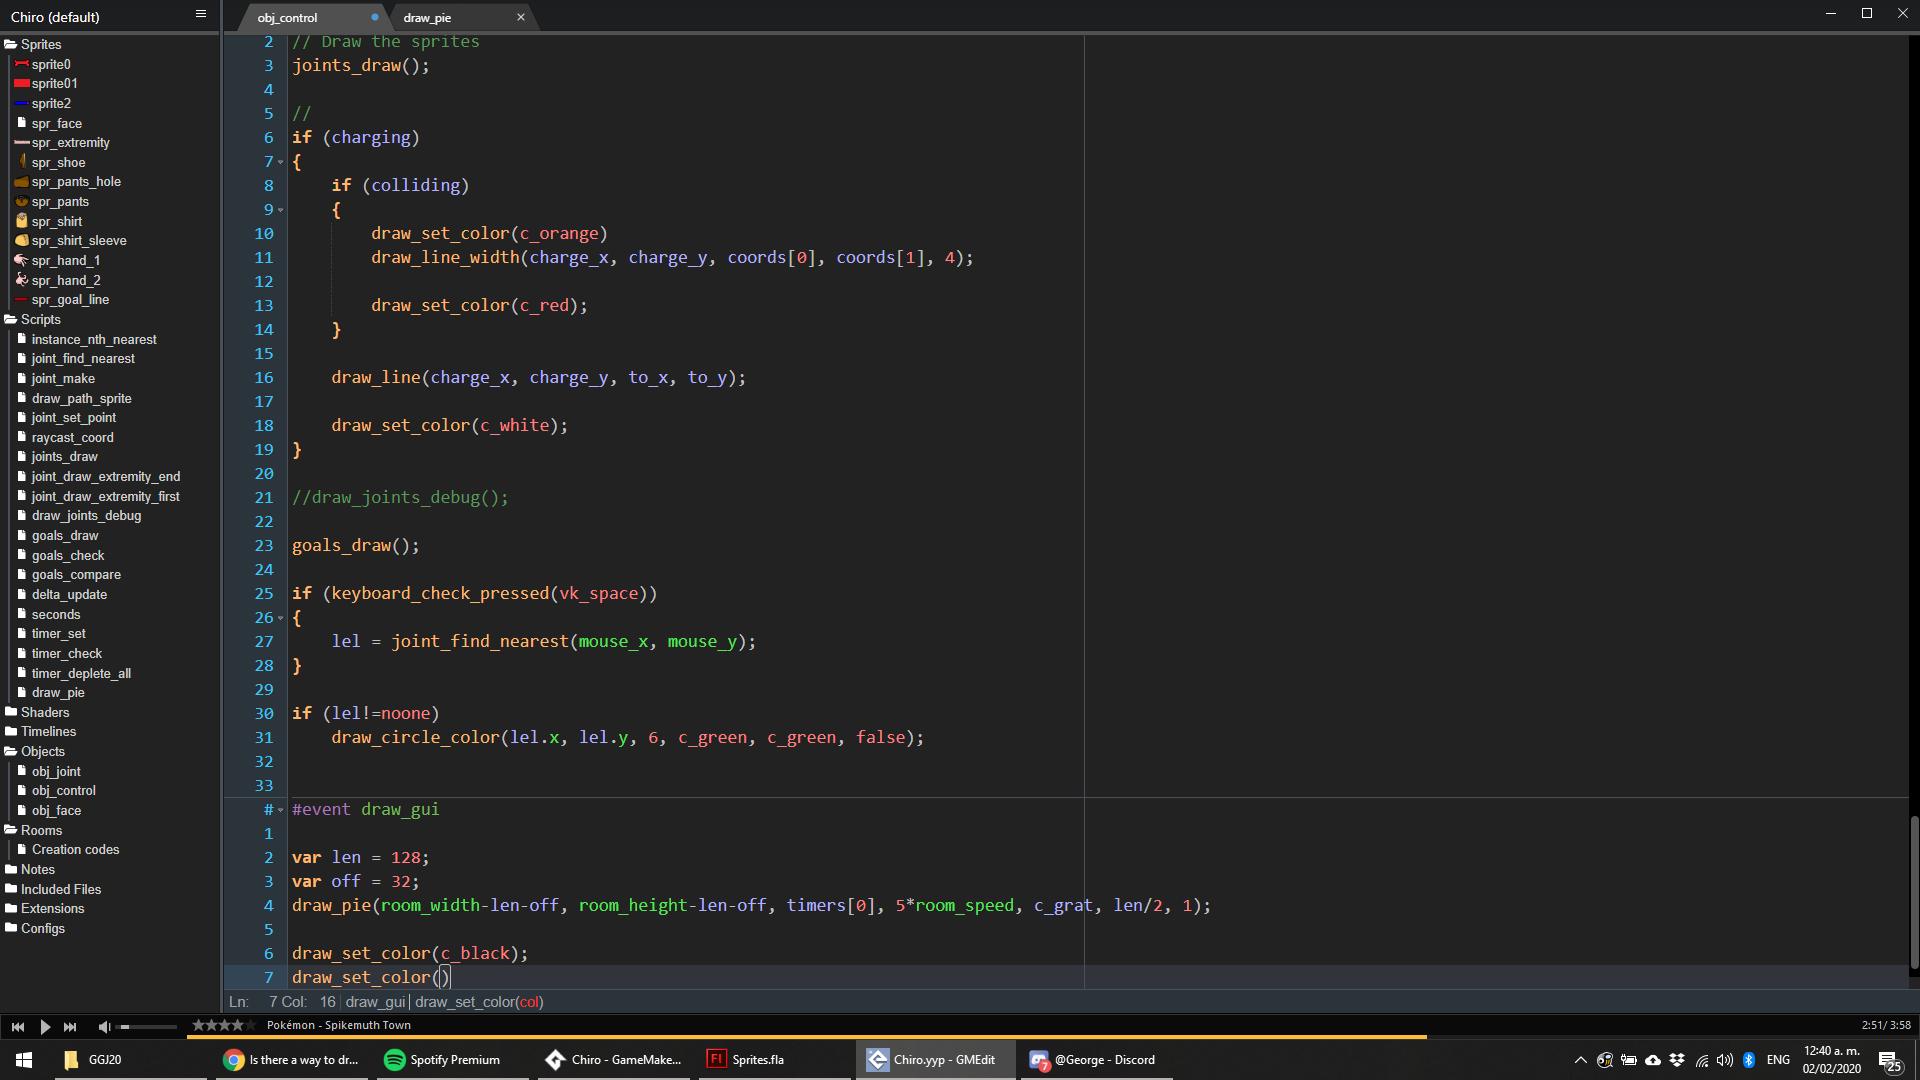 Chiro (default)
obj_control
draw_pie
Sprites
sprite0
sprite01
sprite2
spr_face
spr_extremity
spr_shoe
spr_pants_hole
spr_pants
spr_shirt
spr_shirt_sleeve
spr_hand_1
spr_hand_2
spr_goal_line
Scripts
instance_nth_nearest
joint_find_nearest
joint_make
draw_path_sprite
joint_set_point
raycast_coord
joints_draw
joint_draw_extremity_end
joint_draw_extremity_first
draw_joints_debug
goals_draw
goals_check
goals_compare
delta_update
seconds
timer_set
timer_check
timer_deplete_all
draw_pie
Shaders
Timelines
Objects
obj_joint
obj_control
obj_face
Rooms
Creation codes
Notes
Included Files
Extensions
Configs
2 // Draw the sprites
3 joints_draw();
4
5 //
6 if (charging)
7 {
8 if (colliding)
9 {
10 draw_set_color(c_orange)
11 draw_line_width(charge_x, charge_y, coords[0], coords[1], 4);
12
13 draw_set_color(c_red);
14 }
15
16 draw_line(charge_x, charge_y, to_x, to_y);
17
18 draw_set_color(c_white);
19 }
20
21 //draw_joints_debug();
22
23 goals_draw();
24
25 if (keyboard_check_pressed(vk_space))
26 {
27 lel = joint_find_nearest(mouse_x, mouse_y);
28 }
29
30 if (lel!=noone)
31 draw_circle_color(lel.x, lel.y, 6, c_green, c_green, false);
32
33
# #event draw_gui
1
2 var len = 128;
3 var off = 32;
4 draw_pie(room_width-len-off, room_height-len-off, timers[0], 5*room_speed, c_grat, len/2, 1);
5
6 draw_set_color(c_black);
7 draw_set_color()
Ln: 7 Col: 16 draw_gui draw_set_color(col)
Pokémon - Spikemuth Town
2:51/ 3:58
GGJ20
Is there a way to dr...
Spotify Premium
Chiro - GameMake...
Fl
Sprites.fla
Chiro.yyp - GMEdit
7
@George - Discord
ENG
12:40 a. m.
02/02/2020
25